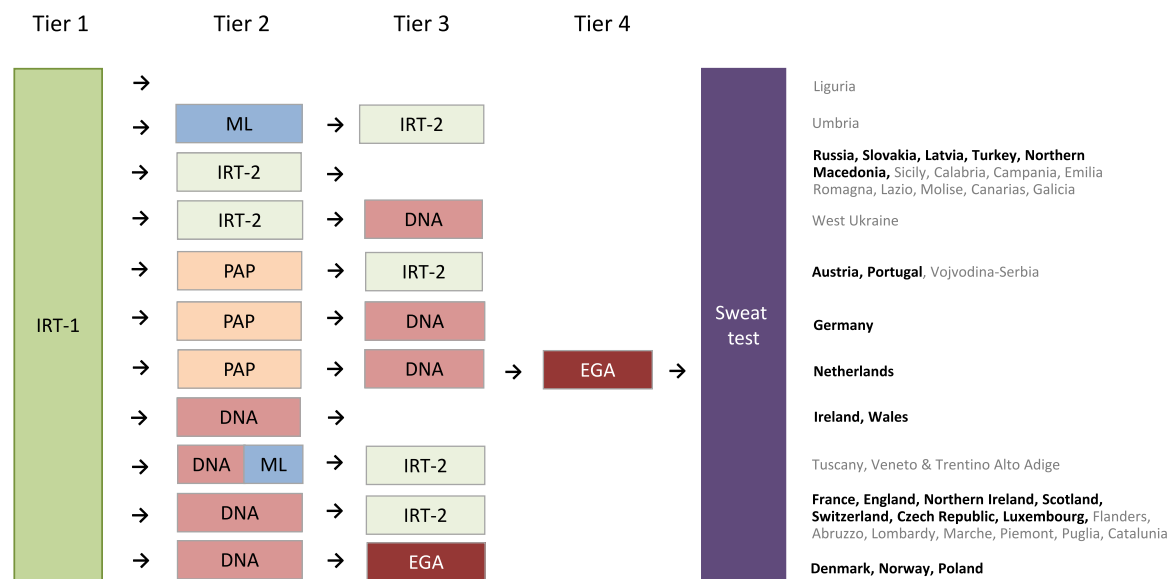 Tier 1 Tier 2 Tier 3 Tier 4
IRT-1
Sweat
test
Liguria
ML IRT-2
Umbria
IRT-2
Russia, Slovakia, Latvia, Turkey, Northern
Macedonia, Sicily, Calabria, Campania, Emilia
Romagna, Lazio, Molise, Canarias, Galicia
IRT-2 DNA
West Ukraine
PAP IRT-2
Austria, Portugal, Vojvodina-Serbia
PAP DNA
Germany
PAP DNA EGA
Netherlands
DNA
Ireland, Wales
DNA ML IRT-2
Tuscany, Veneto & Trentino Alto Adige
DNA IRT-2
France, England, Northern Ireland, Scotland,
Switzerland, Czech Republic, Luxembourg, Flanders,
Abruzzo, Lombardy, Marche, Piemont, Puglia, Catalunia
DNA EGA
Denmark, Norway, Poland